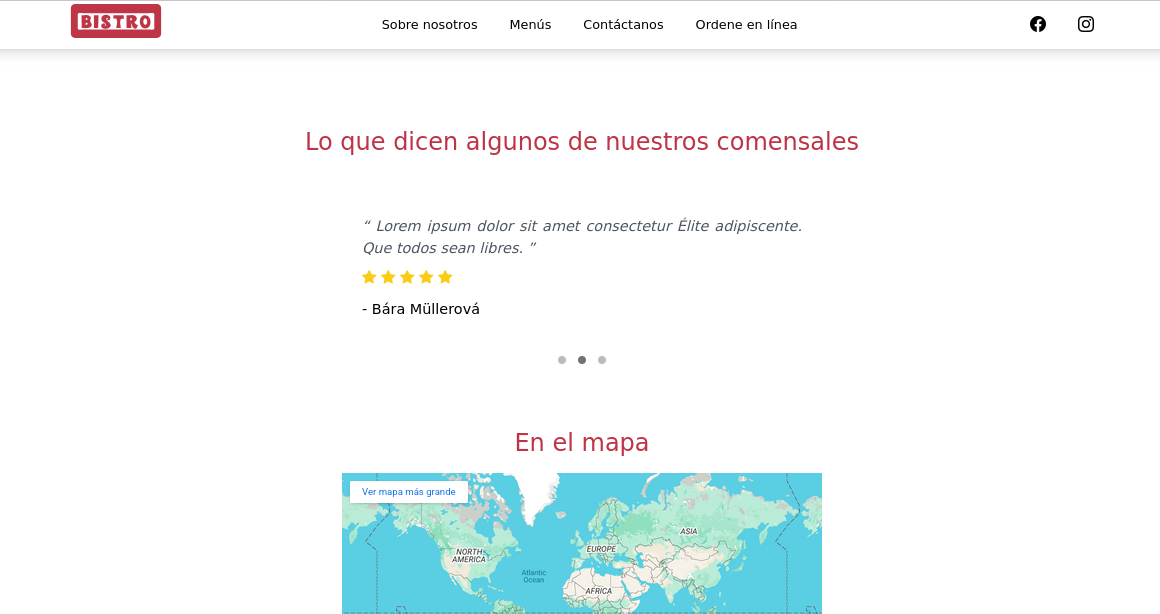 BISTRO
Sobre nosotros
Menús
Contáctanos
Ordene en línea
Lo que dicen algunos de nuestros comensales
“ Lorem ipsum dolor sit amet consectetur Élite adipiscente.
Que todos sean libres. ”
- Bára Müllerová
En el mapa
Ver mapa más grande
ASIA
NORTH
AMERICA
EUROPE
Atlantic
Ocean
AFRICA